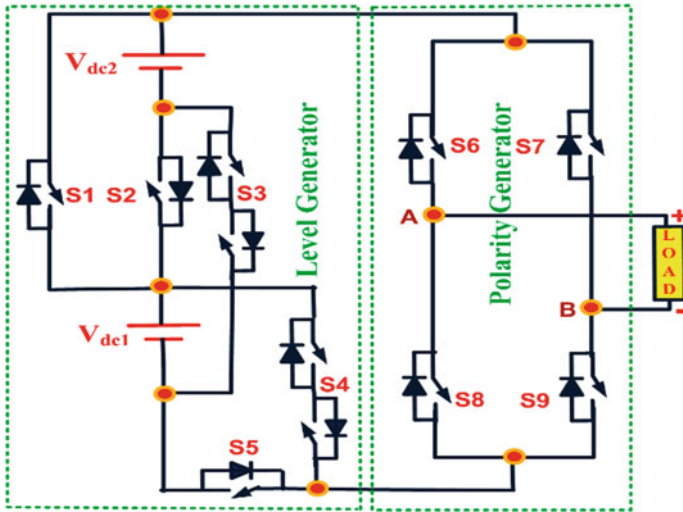 Vdc2
S1
S2
S3
Vdc1
S4
S5
Level Generator
S6
S7
A
B
S8
S9
Polarity Generator
+
LOAD
-